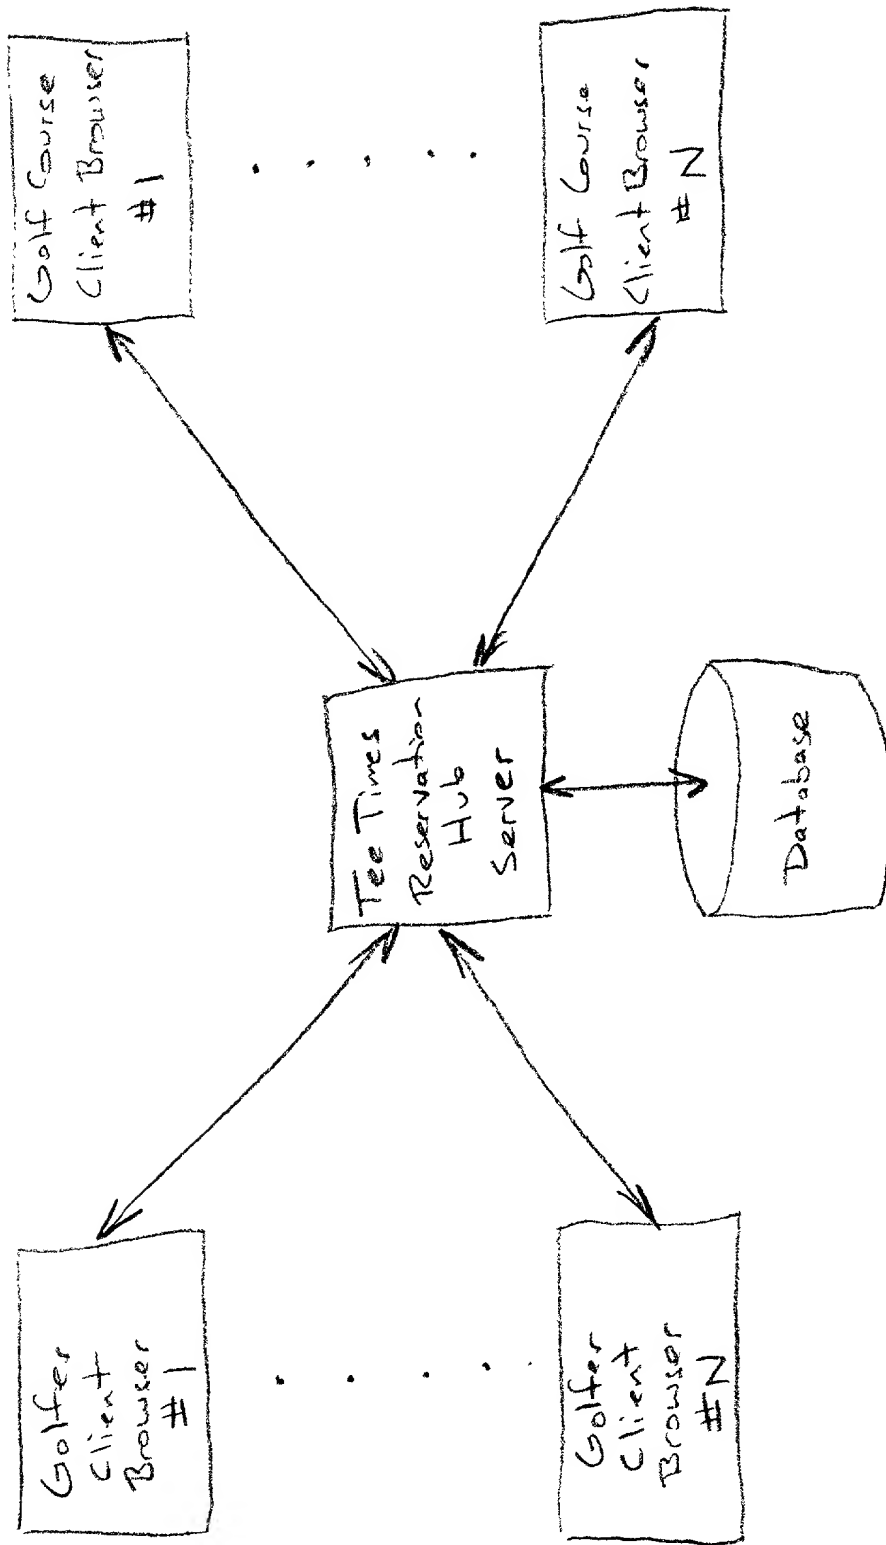 Golfer
Client
Browser
#1
Golfer
Client
Browser
#N
Tee Times
Reservation
Hub
Server
Database
Golf Course
Client Browser
#1
Golf Course
Client Browser
#N